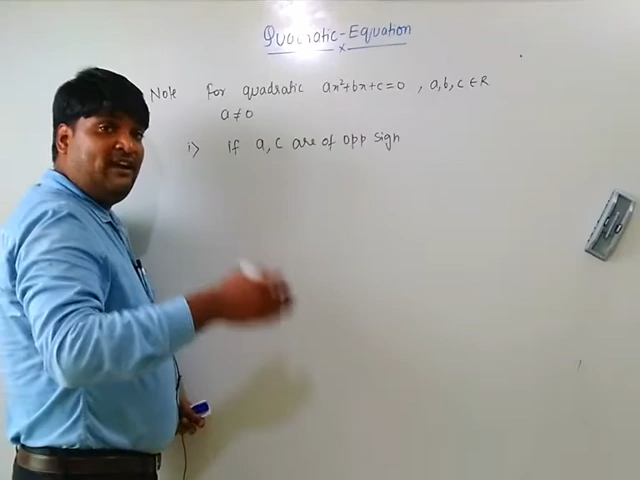 Quadratic-Equation
Note For quadratic ax²+bx+c=0 , a,b,c ∈ R
a≠0
i> If a, c are of opp sign